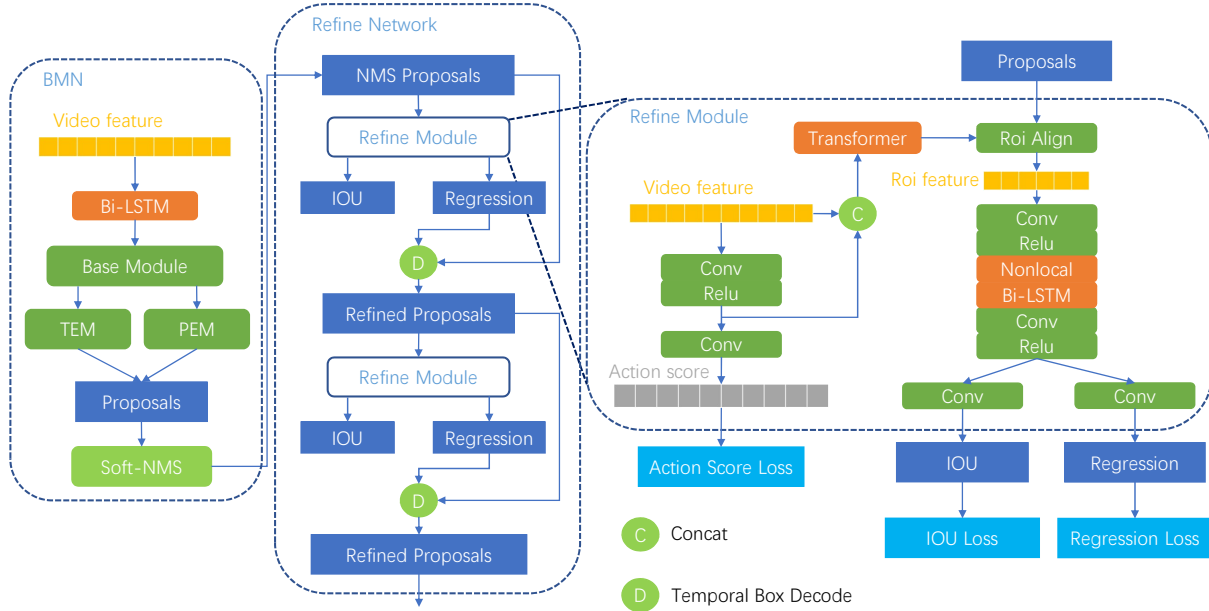 BMN
Video feature
Bi-LSTM
Base Module
TEM
PEM
Proposals
Soft-NMS
Refine Network
NMS Proposals
Refine Module
IOU
Regression
D
Refined Proposals
Refine Module
IOU
Regression
D
Refined Proposals
Proposals
Refine Module
Transformer
Roi Align
Video feature
Roi feature
C
Conv
Relu
Conv
Action score
Conv
Relu
Nonlocal
Bi-LSTM
Conv
Relu
Conv
Conv
Action Score Loss
IOU
Regression
IOU Loss
Regression Loss
C
Concat
D
Temporal Box Decode